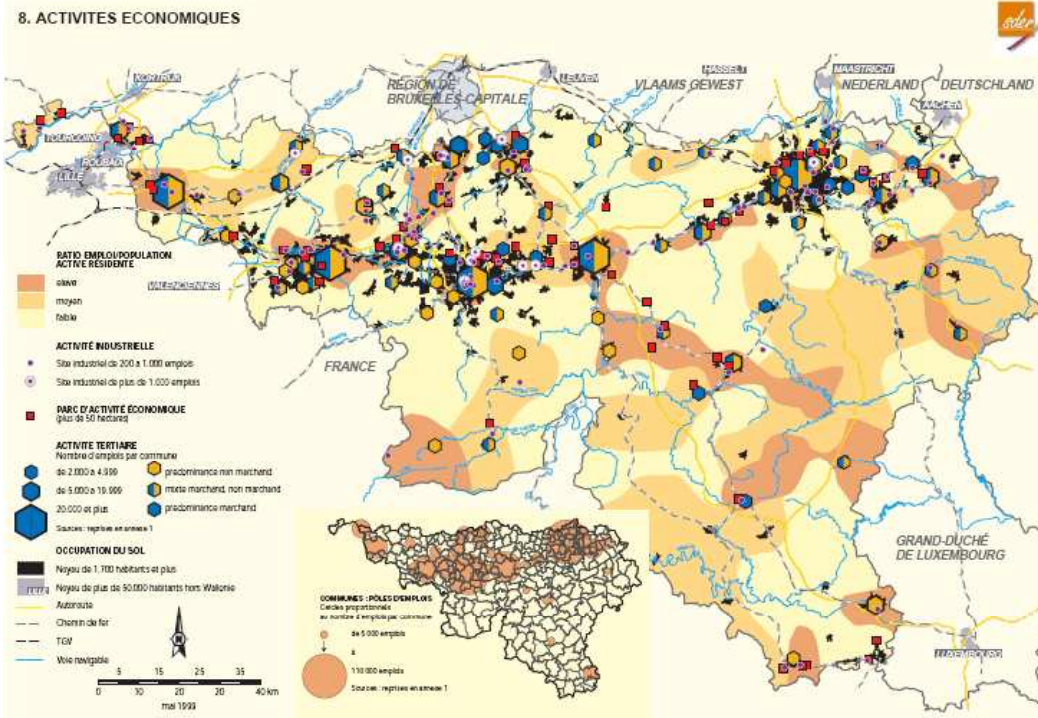 8. ACTIVITES ECONOMIQUES
sder
KORTRIJK
RÉGION DE
BRUXELLES-CAPITALE
LEUVEN
VLAAMS GEWEST
HASSELT
MAASTRICHT
NEDERLAND
DEUTSCHLAND
AACHEN
TOURCOING
ROUBAIX
LILLE
VALENCIENNES
FRANCE
GRAND-DUCHÉ
DE LUXEMBOURG
LUXEMBOURG
RATIO EMPLOI/POPULATION
ACTIVE RÉSIDENTE
élevé
moyen
faible
ACTIVITÉ INDUSTRIELLE
Site industriel de 200 à 1.000 emplois
Site industriel de plus de 1.000 emplois
PARC D'ACTIVITÉ ÉCONOMIQUE
(plus de 50 hectares)
ACTIVITE TERTIAIRE
Nombre d'emplois par commune
de 2.000 à 4.999
prédominance non marchand
de 5.000 à 19.999
mixte marchand, non marchand
20.000 et plus
prédominance marchand
Sources : reprises en annexe 1
OCCUPATION DU SOL
Noyau de 1.700 habitants et plus
LILLE
Noyau de plus de 50.000 habitants hors Wallonie
Autoroute
Chemin de fer
TGV
Voie navigable
N
5 15 25 35
0 10 20 30 40 km
mai 1999
COMMUNES : PÔLES D'EMPLOIS
Cercles proportionnels
au nombre d'emplois par commune
de 5 000 emplois
à
110 000 emplois
Sources : reprises en annexe 1